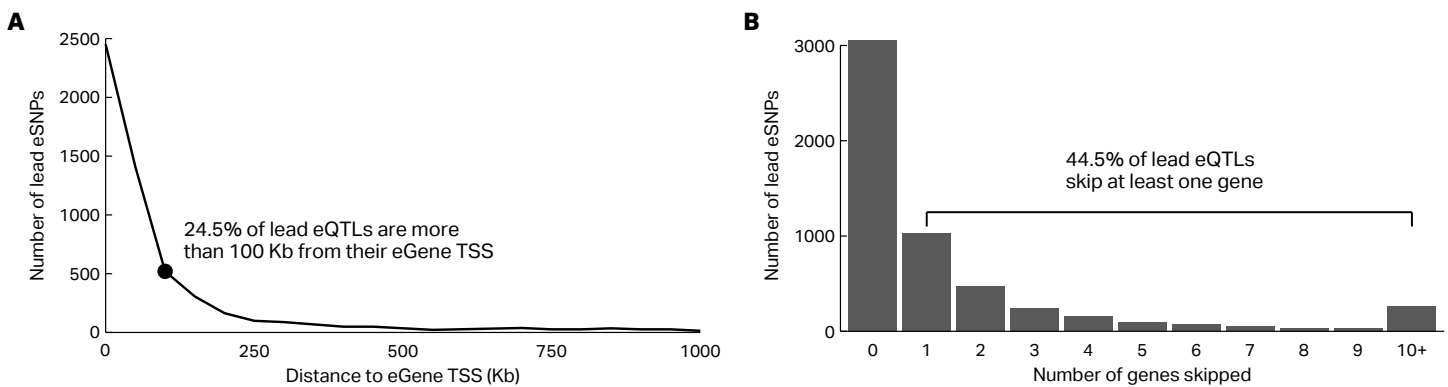 A
2500
2000
1500
1000
500
0
Number of lead eSNPs
24.5% of lead eQTLs are more
than 100 Kb from their eGene TSS
0
250
500
750
1000
Distance to eGene TSS (Kb)
B
3000
2000
1000
0
Number of lead eSNPs
44.5% of lead eQTLs
skip at least one gene
0
1
2
3
4
5
6
7
8
9
10+
Number of genes skipped